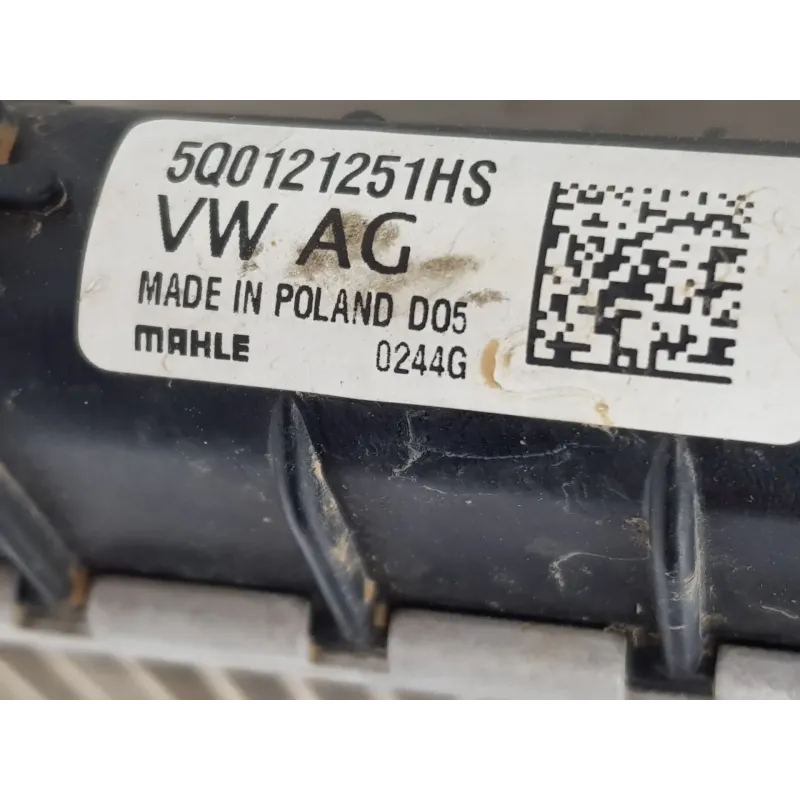 5Q0121251HS
VW AG
MADE IN POLAND D05
MAHLE 0244G